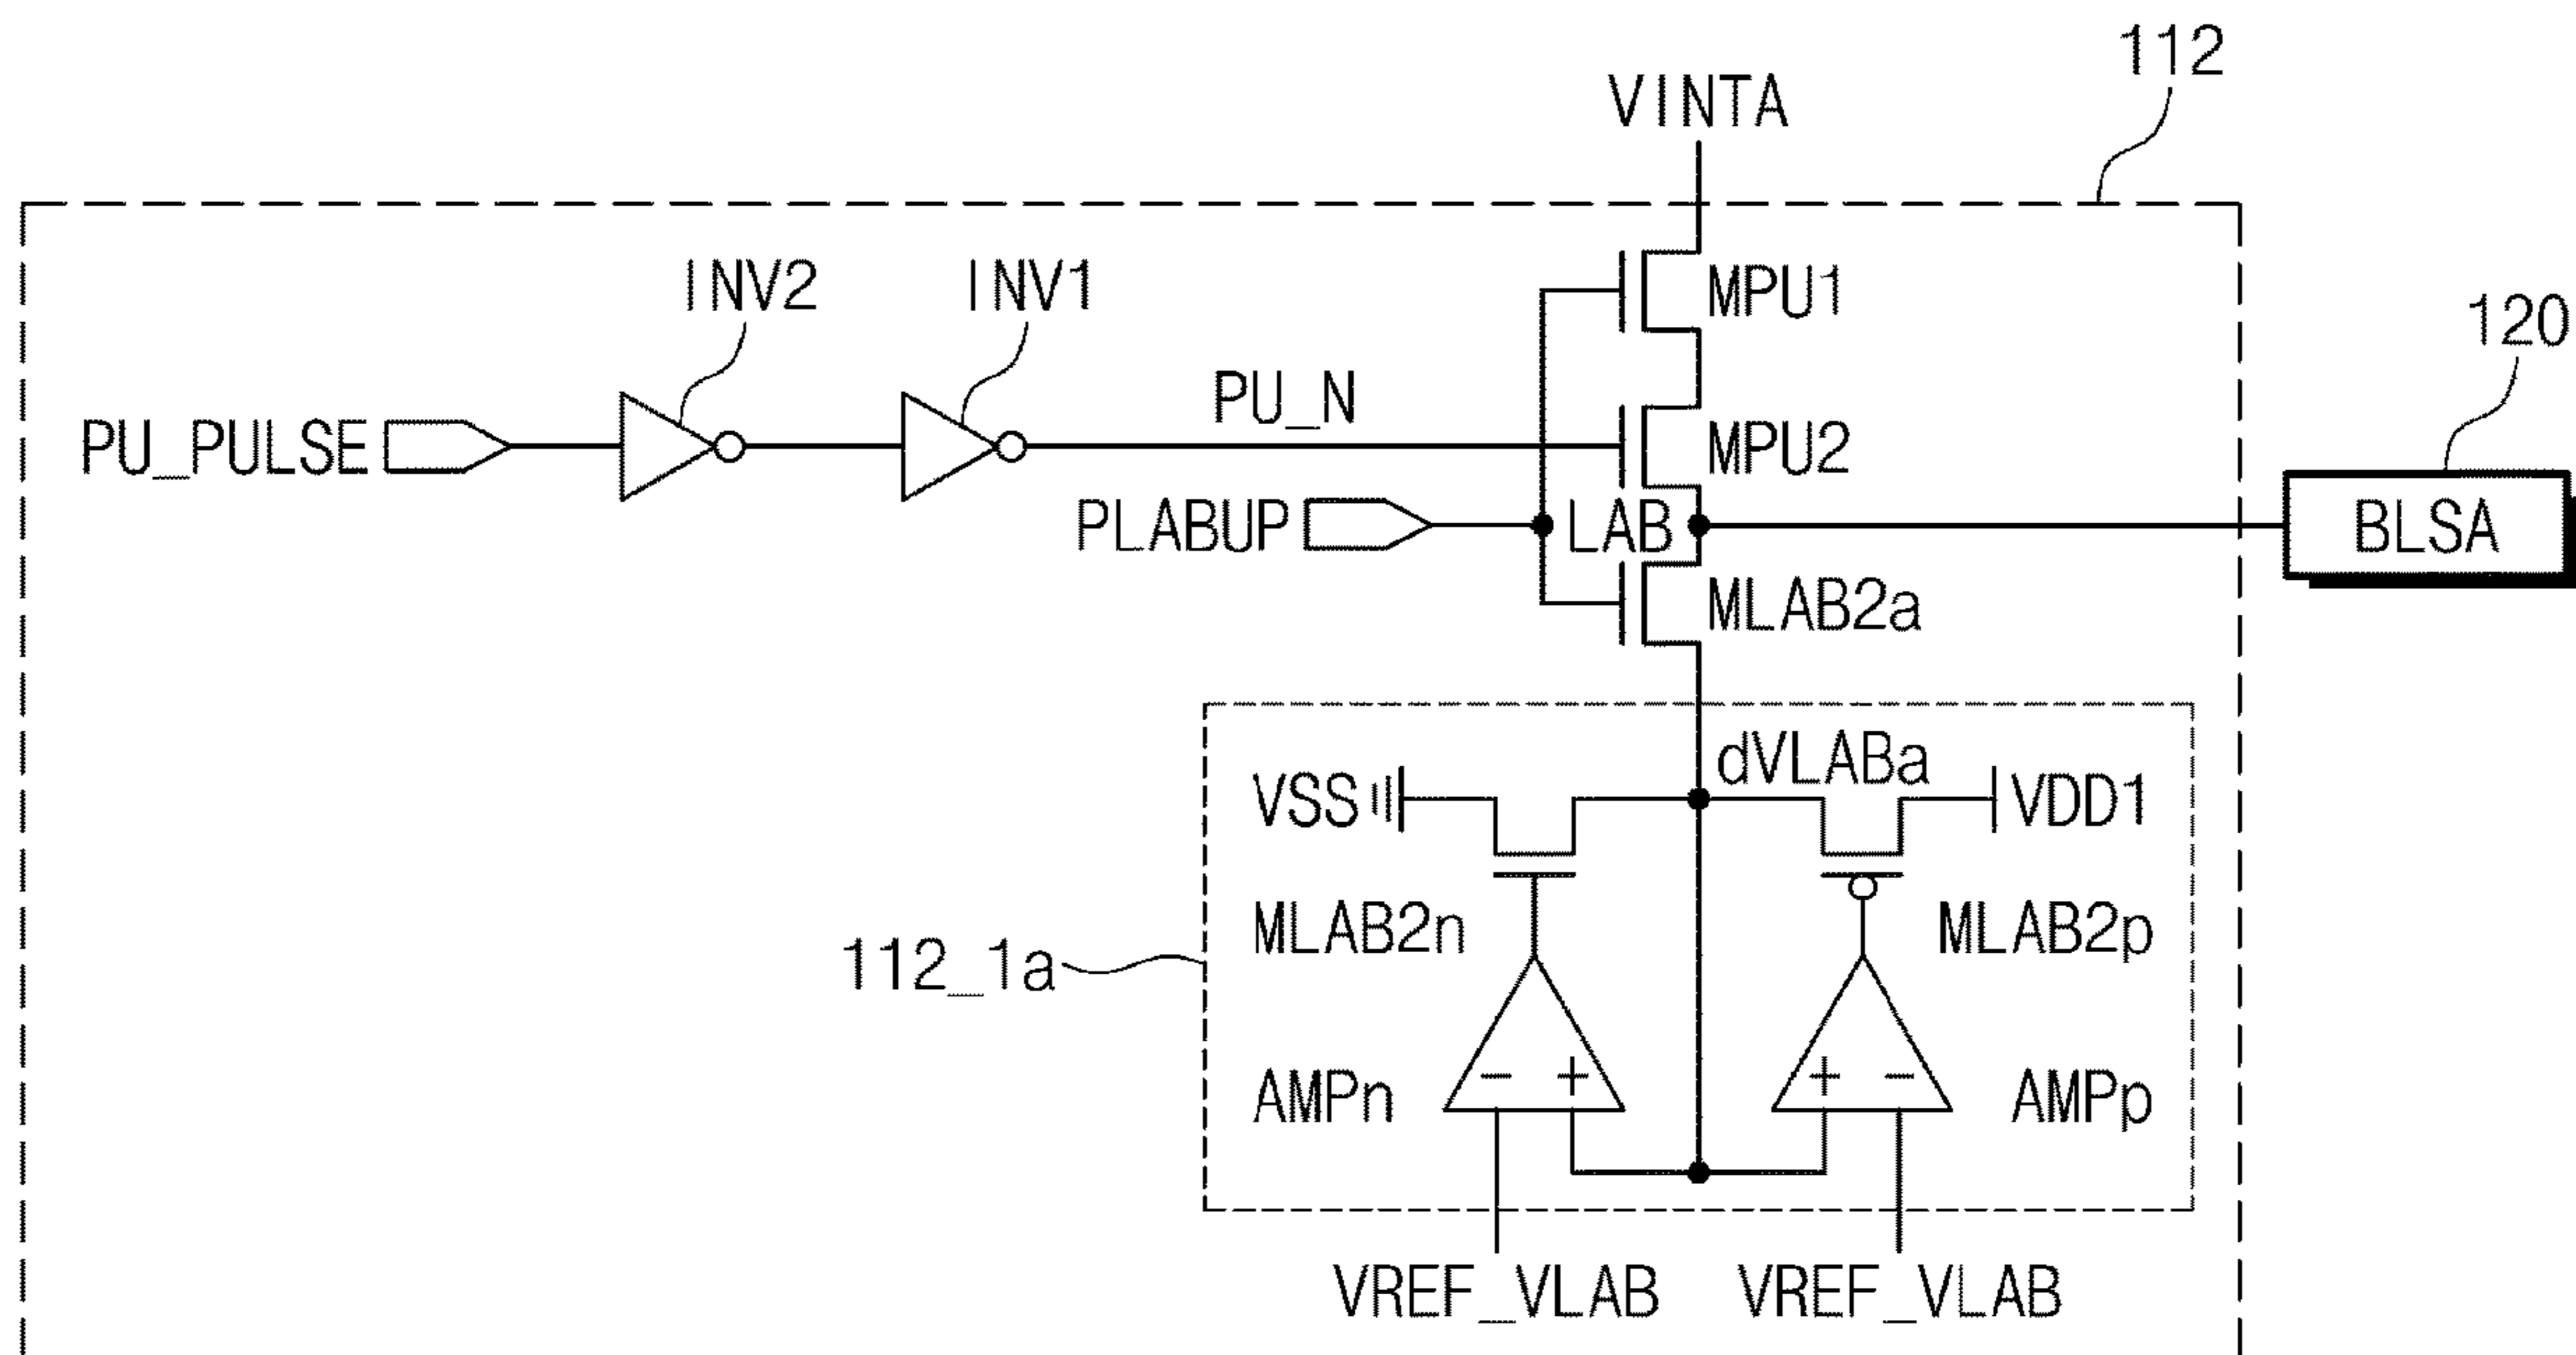 112
VINTA
INV2
INV1
MPU1
120
PU_N
PU_PULSE
MPU2
PLABUP
LAB
BLSA
MLAB2a
dVLABa
VSS
VDD1
MLAB2n
MLAB2p
112_1a
- +
+ -
AMPn
AMPp
VREF_VLAB
VREF_VLAB